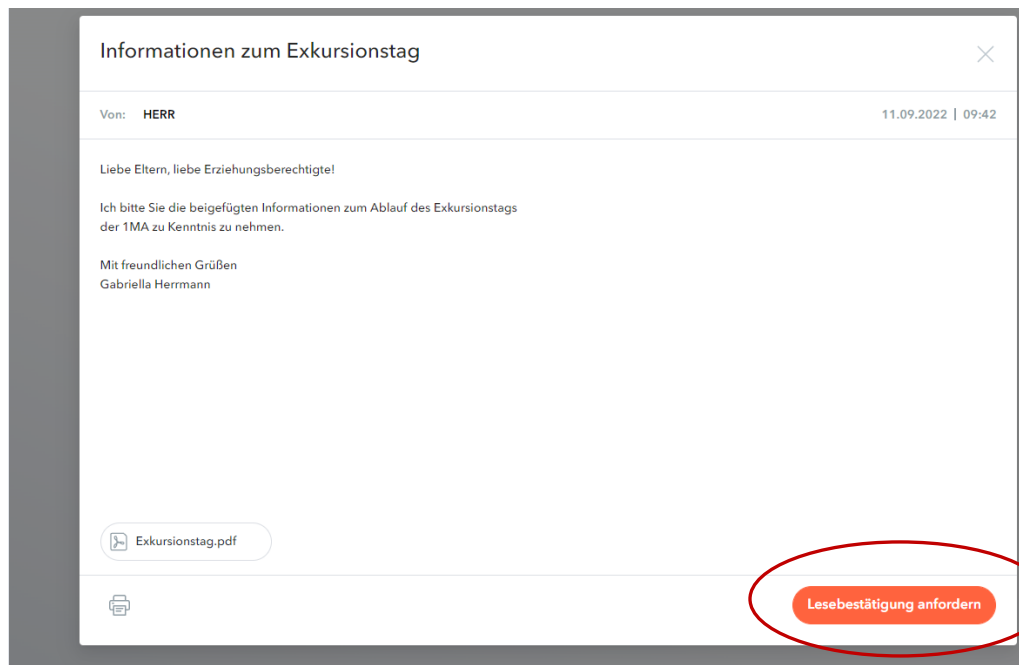 Informationen zum Exkursionstag
Von: HERR
11.09.2022 | 09:42
Liebe Eltern, liebe Erziehungsberechtigte!
Ich bitte Sie die beigefügten Informationen zum Ablauf des Exkursionstags
der 1MA zu Kenntnis zu nehmen.
Mit freundlichen Grüßen
Gabriella Herrmann
Exkursionstag.pdf
Lesebestätigung anfordern